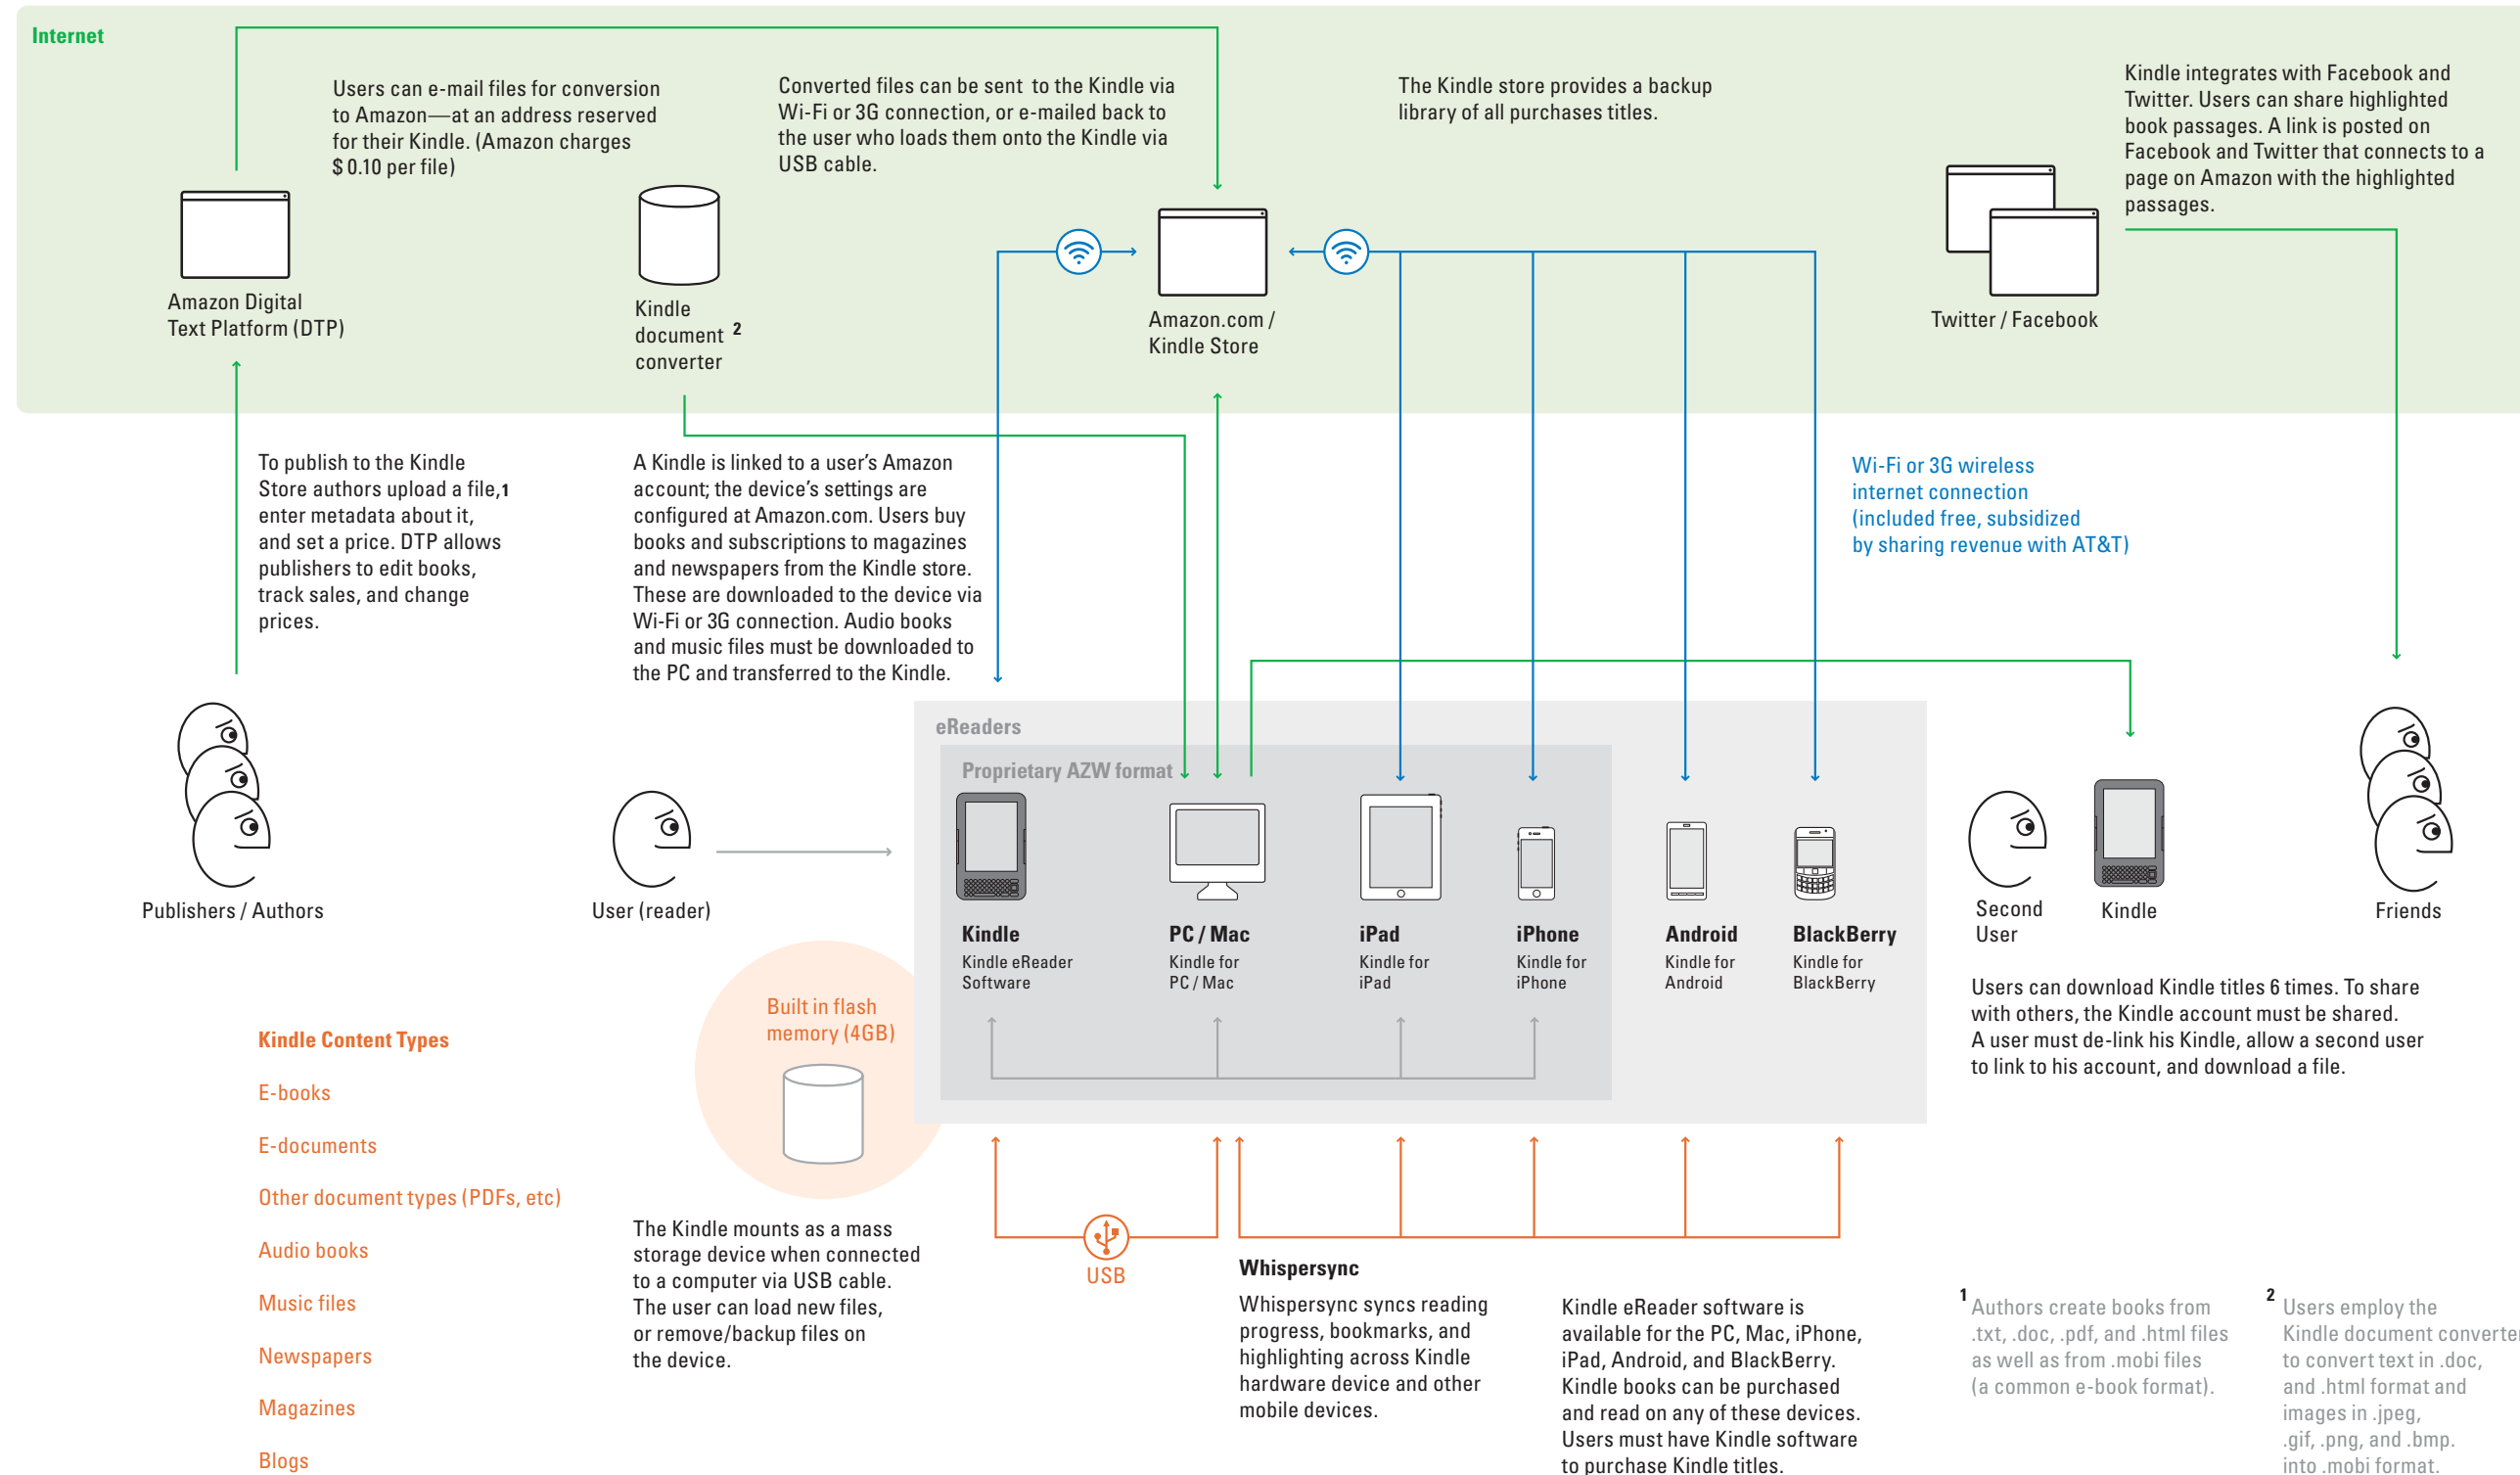 Internet
Users can e-mail files for conversion
to Amazon—at an address reserved
for their Kindle. (Amazon charges
$ 0.10 per file)
Converted files can be sent to the Kindle via
Wi-Fi or 3G connection, or e-mailed back to
the user who loads them onto the Kindle via
USB cable.
The Kindle store provides a backup
library of all purchases titles.
Kindle integrates with Facebook and
Twitter. Users can share highlighted
book passages. A link is posted on
Facebook and Twitter that connects to a
page on Amazon with the highlighted
passages.
Amazon Digital
Text Platform (DTP)
Kindle
document 2
converter
Amazon.com /
Kindle Store
Twitter / Facebook
To publish to the Kindle
Store authors upload a file,1
enter metadata about it,
and set a price. DTP allows
publishers to edit books,
track sales, and change
prices.
A Kindle is linked to a user’s Amazon
account; the device’s settings are
configured at Amazon.com. Users buy
books and subscriptions to magazines
and newspapers from the Kindle store.
These are downloaded to the device via
Wi-Fi or 3G connection. Audio books
and music files must be downloaded to
the PC and transferred to the Kindle.
Wi-Fi or 3G wireless
internet connection
(included free, subsidized
by sharing revenue with AT&T)
eReaders
Proprietary AZW format
Publishers / Authors
User (reader)
Kindle
Kindle eReader
Software
PC / Mac
Kindle for
PC / Mac
iPad
Kindle for
iPad
iPhone
Kindle for
iPhone
Android
Kindle for
Android
BlackBerry
Kindle for
BlackBerry
Second
User
Kindle
Friends
Users can download Kindle titles 6 times. To share
with others, the Kindle account must be shared.
A user must de-link his Kindle, allow a second user
to link to his account, and download a file.
Built in flash
memory (4GB)
Kindle Content Types
E-books
E-documents
Other document types (PDFs, etc)
Audio books
Music files
Newspapers
Magazines
Blogs
The Kindle mounts as a mass
storage device when connected
to a computer via USB cable.
The user can load new files,
or remove/backup files on
the device.
USB
Whispersync
Whispersync syncs reading
progress, bookmarks, and
highlighting across Kindle
hardware device and other
mobile devices.
Kindle eReader software is
available for the PC, Mac, iPhone,
iPad, Android, and BlackBerry.
Kindle books can be purchased
and read on any of these devices.
Users must have Kindle software
to purchase Kindle titles.
1 Authors create books from
.txt, .doc, .pdf, and .html files
as well as from .mobi files
(a common e-book format).
2 Users employ the
Kindle document converter
to convert text in .doc,
and .html format and
images in .jpeg,
.gif, .png, and .bmp.
into .mobi format.